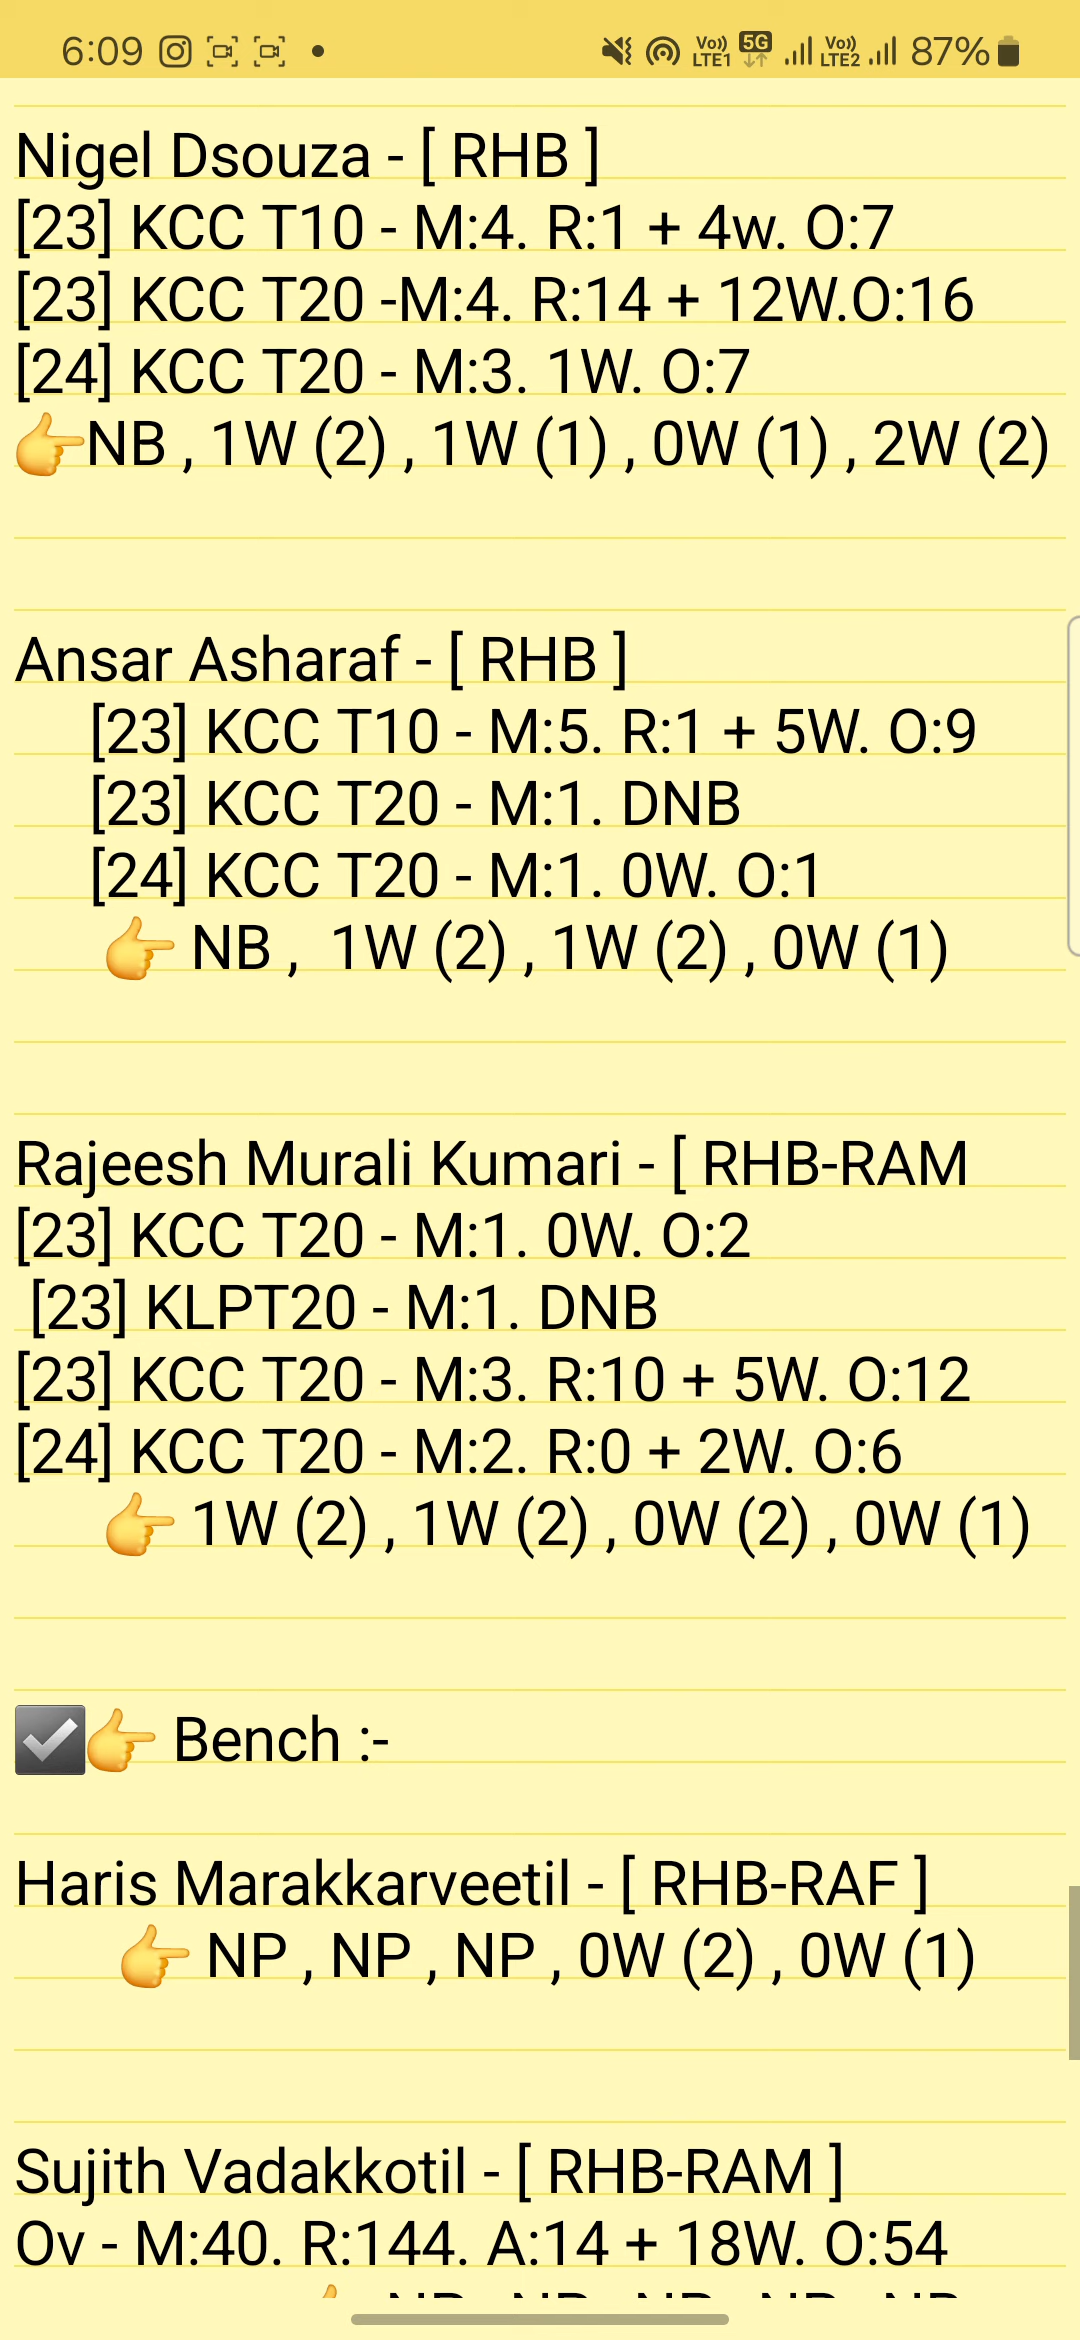 6:09 Vo)) LTE1 5G Vo)) LTE2 87%
Nigel Dsouza - [ RHB ]
[23] KCC T10 - M:4. R:1 + 4w. O:7
[23] KCC T20 -M:4. R:14 + 12W.O:16
[24] KCC T20 - M:3. 1W. O:7
👉NB , 1W (2) , 1W (1) , 0W (1) , 2W (2)
Ansar Asharaf - [ RHB ]
[23] KCC T10 - M:5. R:1 + 5W. O:9
[23] KCC T20 - M:1. DNB
[24] KCC T20 - M:1. 0W. O:1
👉 NB , 1W (2) , 1W (2) , 0W (1)
Rajeesh Murali Kumari - [ RHB-RAM
[23] KCC T20 - M:1. 0W. O:2
[23] KLPT20 - M:1. DNB
[23] KCC T20 - M:3. R:10 + 5W. O:12
[24] KCC T20 - M:2. R:0 + 2W. O:6
👉 1W (2) , 1W (2) , 0W (2) , 0W (1)
☑️👉 Bench :-
Haris Marakkarveetil - [ RHB-RAF ]
👉 NP , NP , NP , 0W (2) , 0W (1)
Sujith Vadakkotil - [ RHB-RAM ]
Ov - M:40. R:144. A:14 + 18W. O:54